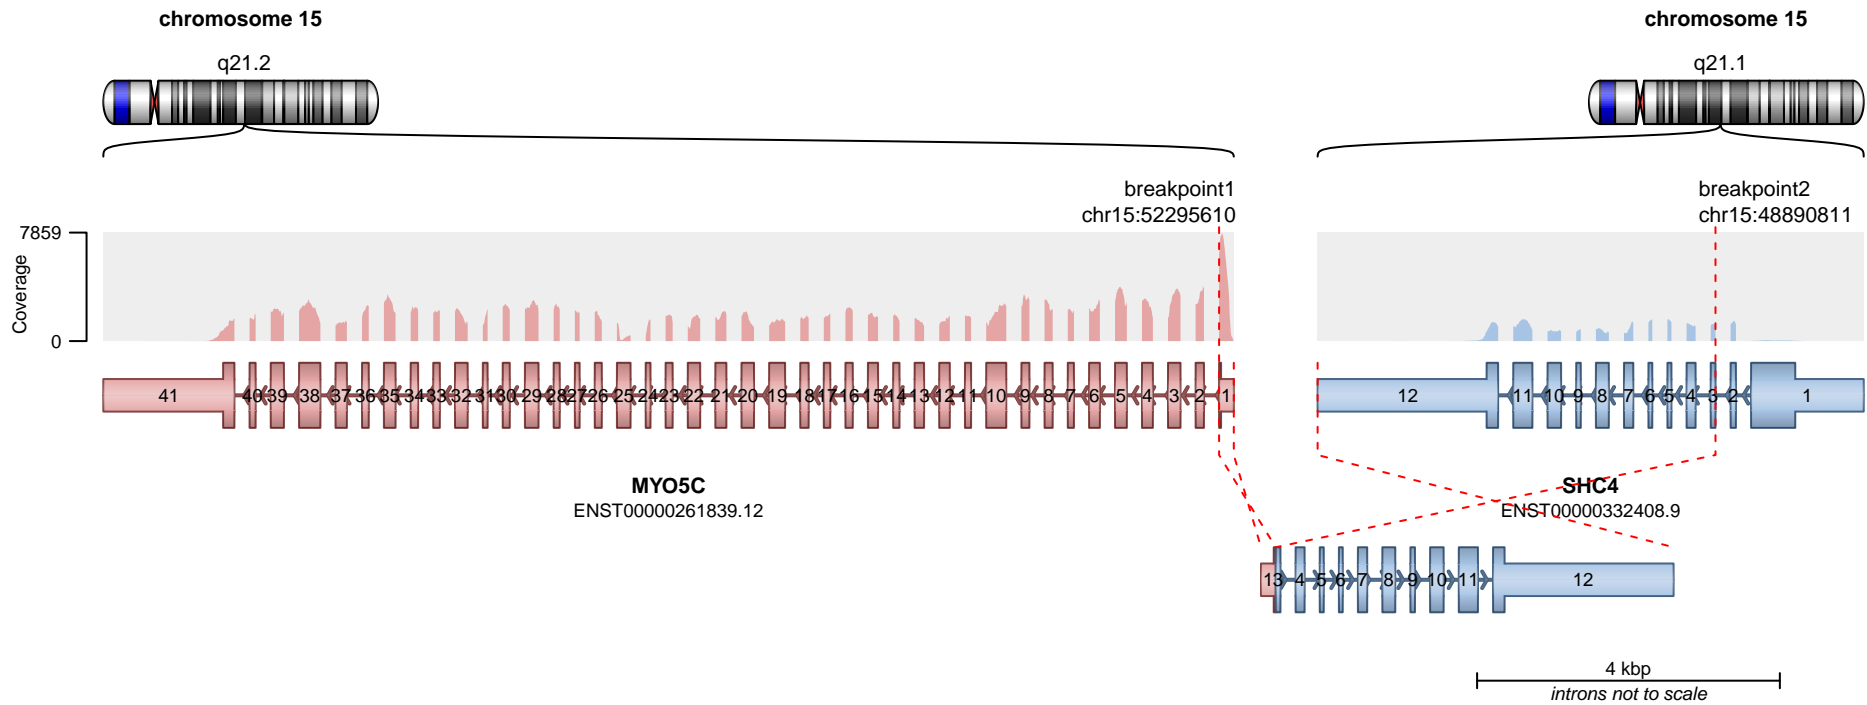 chromosome 15
chromosome 15
q21.2
q21.1
breakpoint1
chr15:52295610
breakpoint2
chr15:48890811
7859
Coverage
0
41 40 39 38 37 36 35 34 33 32 31 30 29 28 27 26 25 24 23 22 21 20 19 18 17 16 15 14 13 12 11 10 9 8 7 6 5 4 3 2 1
12 11 10 9 8 7 6 5 4 3 2 1
MYO5C
ENST00000261839.12
SHC4
ENST00000332408.9
1 3 4 5 6 7 8 9 10 11 12
4 kbp
introns not to scale